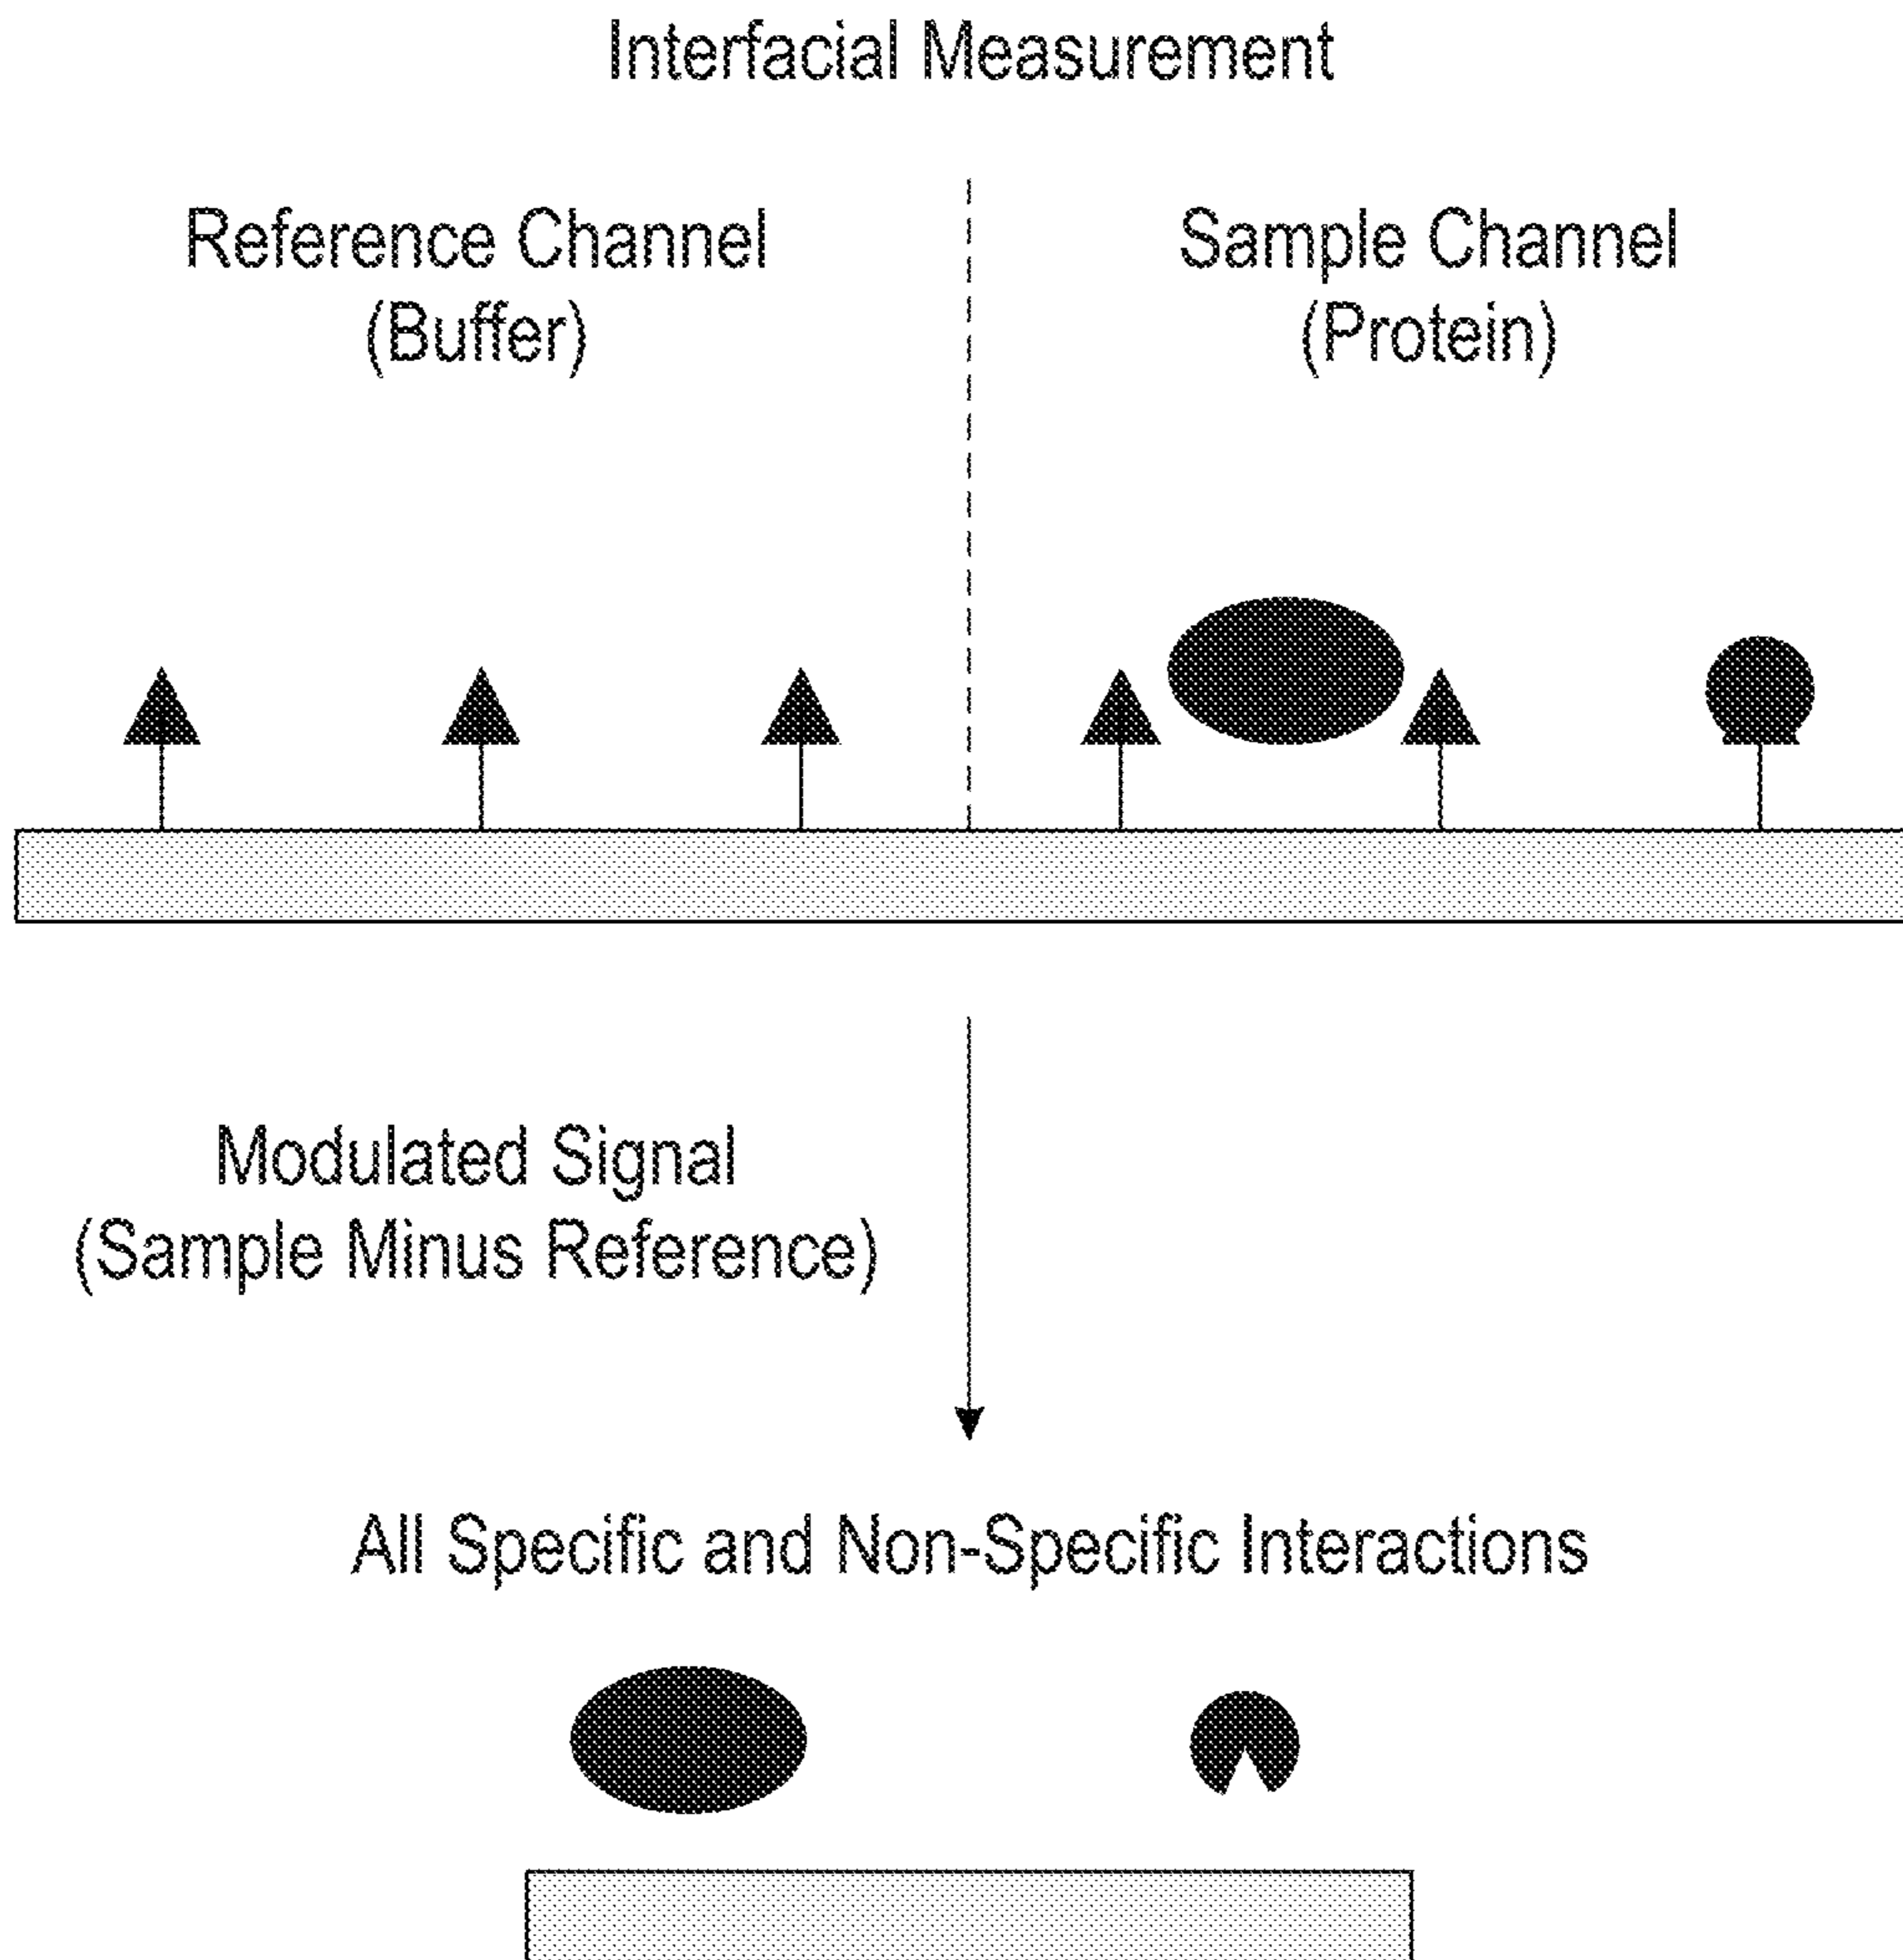 Interfacial Measurement
Reference Channel
(Buffer)
Sample Channel
(Protein)
Modulated Signal
(Sample Minus Reference)
All Specific and Non-Specific Interactions